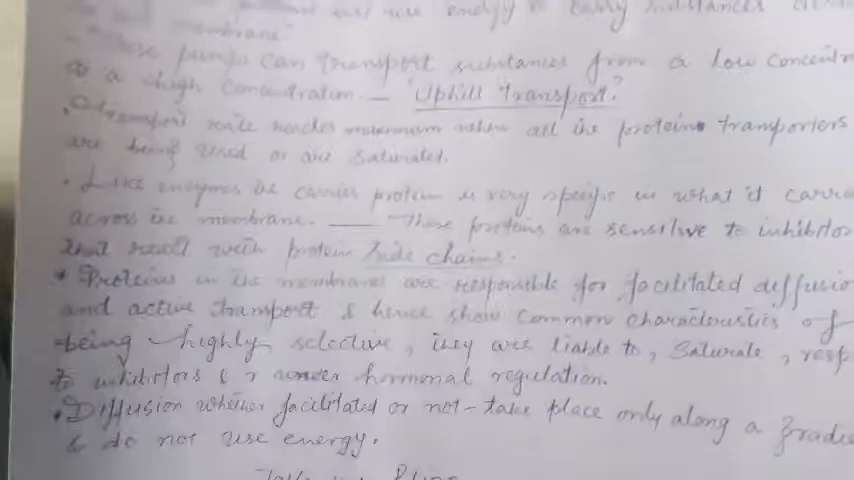 use energy to carry substances
membrane
These pumps can transport substances from a low concentr
to a high concentration. — "Uphill transport."
• Transport rate reaches maximum when all the protein transporters
are being used or are saturated.
• Like enzymes the carrier protein is very specific in what it carri
across the membrane. — These proteins are sensitive to inhibitor
that react with protein side chains.
* Proteins in the membranes are responsible for facilitated diffusio
and active transport & hence show common characteristics of
being highly selective, they are liable to, saturate, resp
to inhibitors & r under hormonal regulation.
• Diffusion whether facilitated or not - take place only along a gradie
& do not use energy.